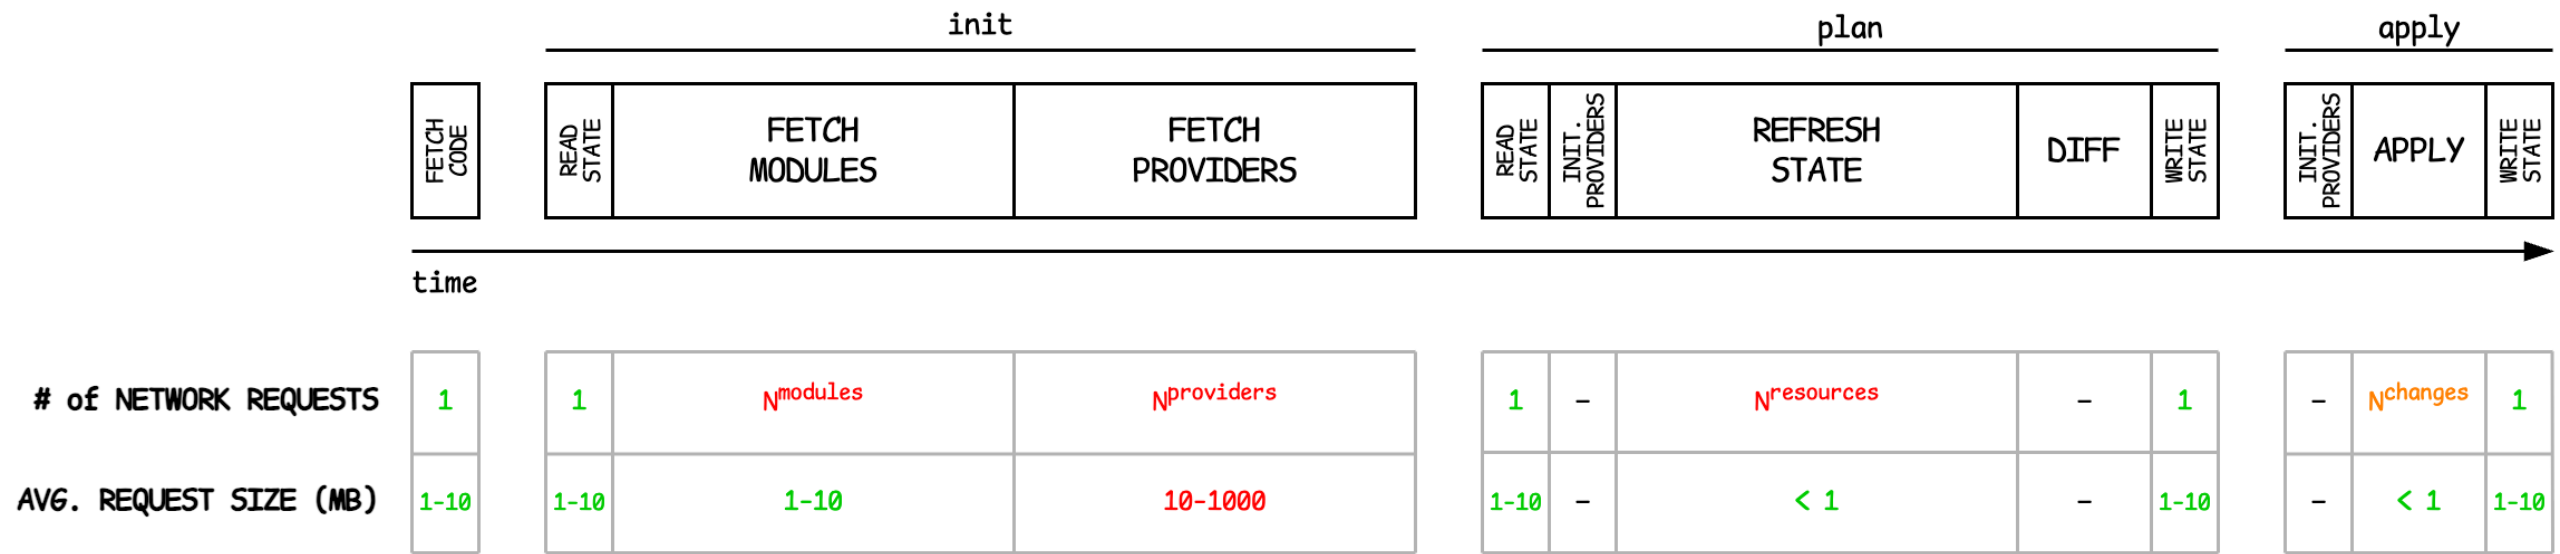 init
plan
apply
FETCH
CODE
READ
STATE
FETCH
MODULES
FETCH
PROVIDERS
READ
STATE
INIT.
PROVIDERS
REFRESH
STATE
DIFF
WRITE
STATE
INIT.
PROVIDERS
APPLY
WRITE
STATE
time
# of NETWORK REQUESTS 1 1 Nmodules Nproviders 1 – Nresources – 1 – Nchanges 1
AVG. REQUEST SIZE (MB) 1-10 1-10 1-10 10-1000 1-10 – < 1 – 1-10 – < 1 1-10